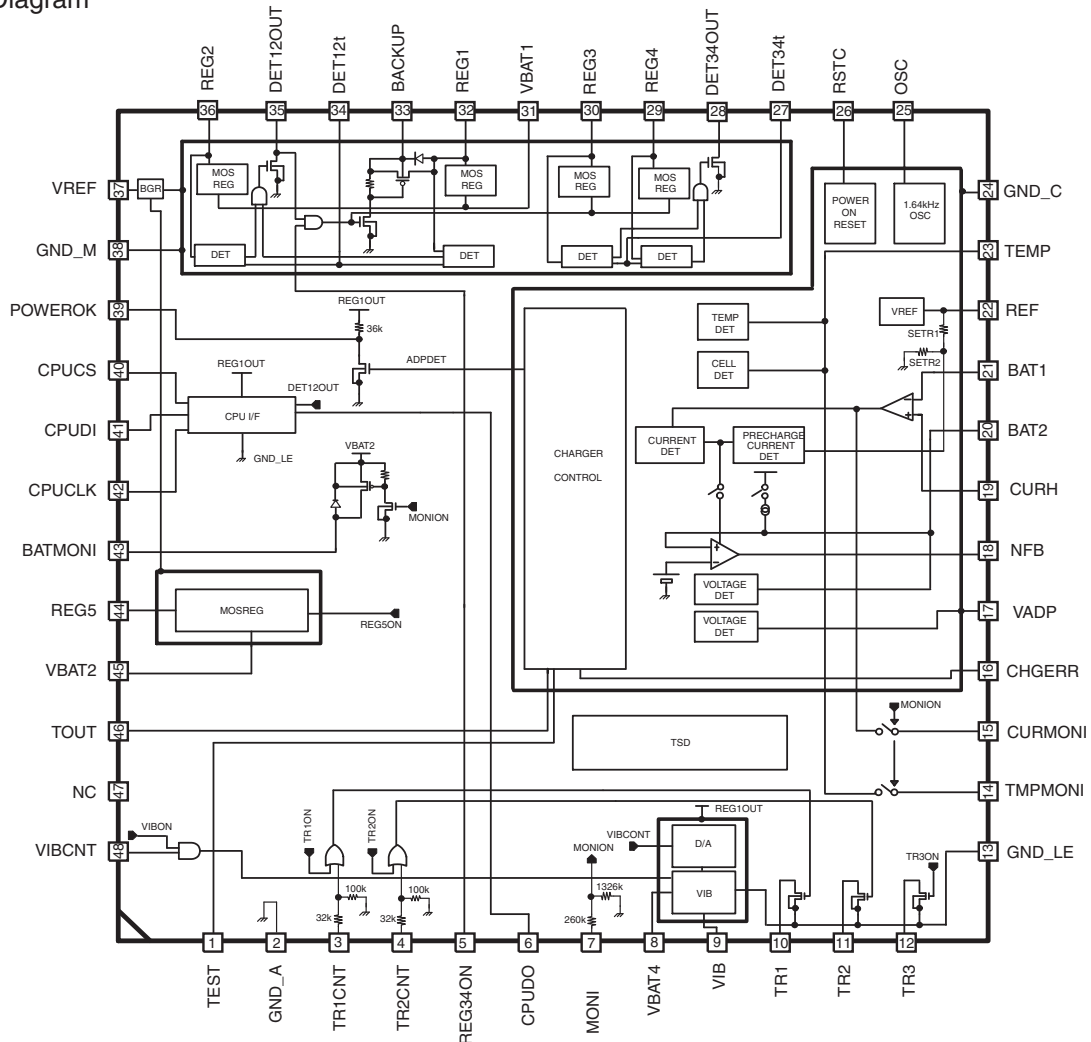 Diagram
REG2
DET12OUT
DET12t
BACKUP
REG1
VBAT1
REG3
REG4
DET34OUT
DET34t
RSTC
OSC
36
35
34
33
32
31
30
29
28
27
26
25
VREF
37
BGR
MOS
REG
MOS
REG
MOS
REG
MOS
REG
POWER
ON
RESET
1.64kHz
OSC
24
GND_C
GND_M
38
DET
DET
DET
DET
23
TEMP
POWEROK
39
REG1OUT
36k
TEMP
DET
VREF
SETR1
22
REF
CPUCS
40
REG1OUT
ADPDET
CELL
DET
SETR2
21
BAT1
DET12OUT
CPU I/F
CPUDI
41
GND_LE
CHARGER
CONTROL
CURRENT
DET
PRECHARGE
CURRENT
DET
20
BAT2
CPUCLK
42
VBAT2
MONION
19
CURH
BATMONI
43
18
NFB
REG5
44
MOSREG
REG5ON
VOLTAGE
DET
VOLTAGE
DET
17
VADP
VBAT2
45
16
CHGERR
TOUT
46
TSD
MONION
15
CURMONI
NC
47
14
TMPMONI
VIBON
VIBCNT
48
TR1ON
TR2ON
MONION
VIBCONT
REG1OUT
D/A
VIB
TR3ON
13
GND_LE
100k
100k
1326k
32k
32k
260k
1
2
3
4
5
6
7
8
9
10
11
12
TEST
GND_A
TR1CNT
TR2CNT
REG34ON
CPUDO
MONI
VBAT4
VIB
TR1
TR2
TR3